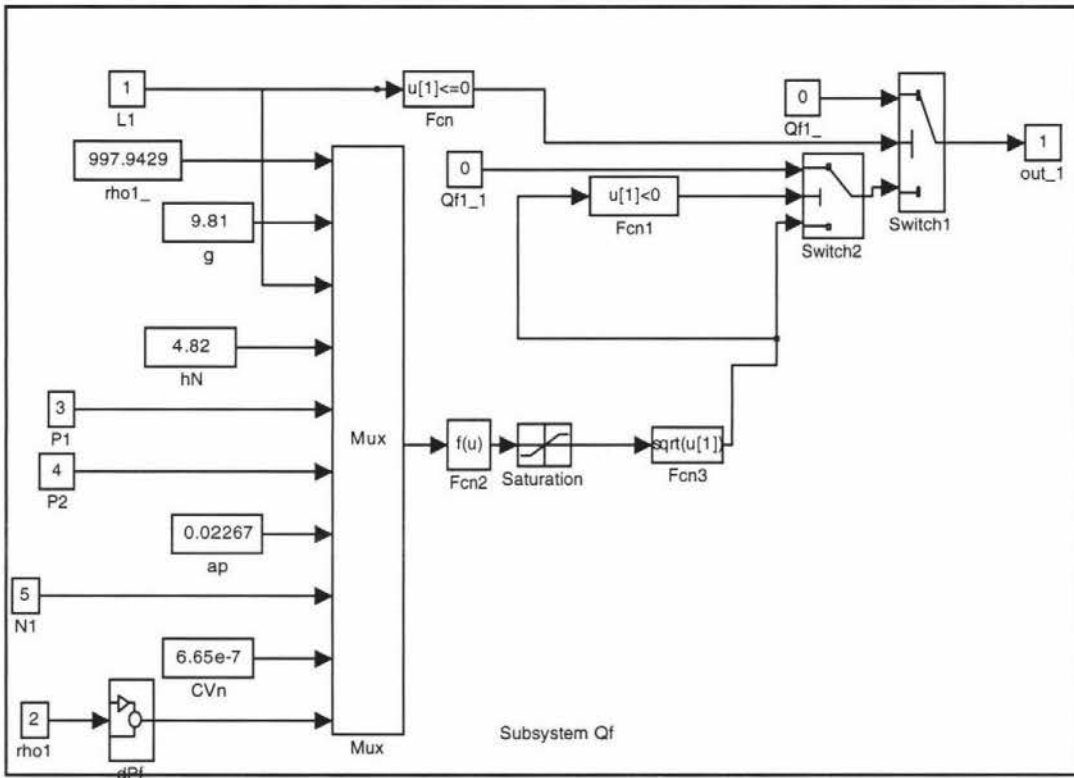 1
L1
u[1]<=0
Fcn
0
Qf1_
1
out_1
Switch1
997.9429
rho1_
0
Qf1_1
u[1]<0
Fcn1
Switch2
9.81
g
4.82
hN
3
P1
Mux
f(u)
Fcn2
Saturation
sqrt(u[1])
Fcn3
4
P2
0.02267
ap
5
N1
6.65e-7
CVn
2
rho1
dPf
Mux
Subsystem Qf